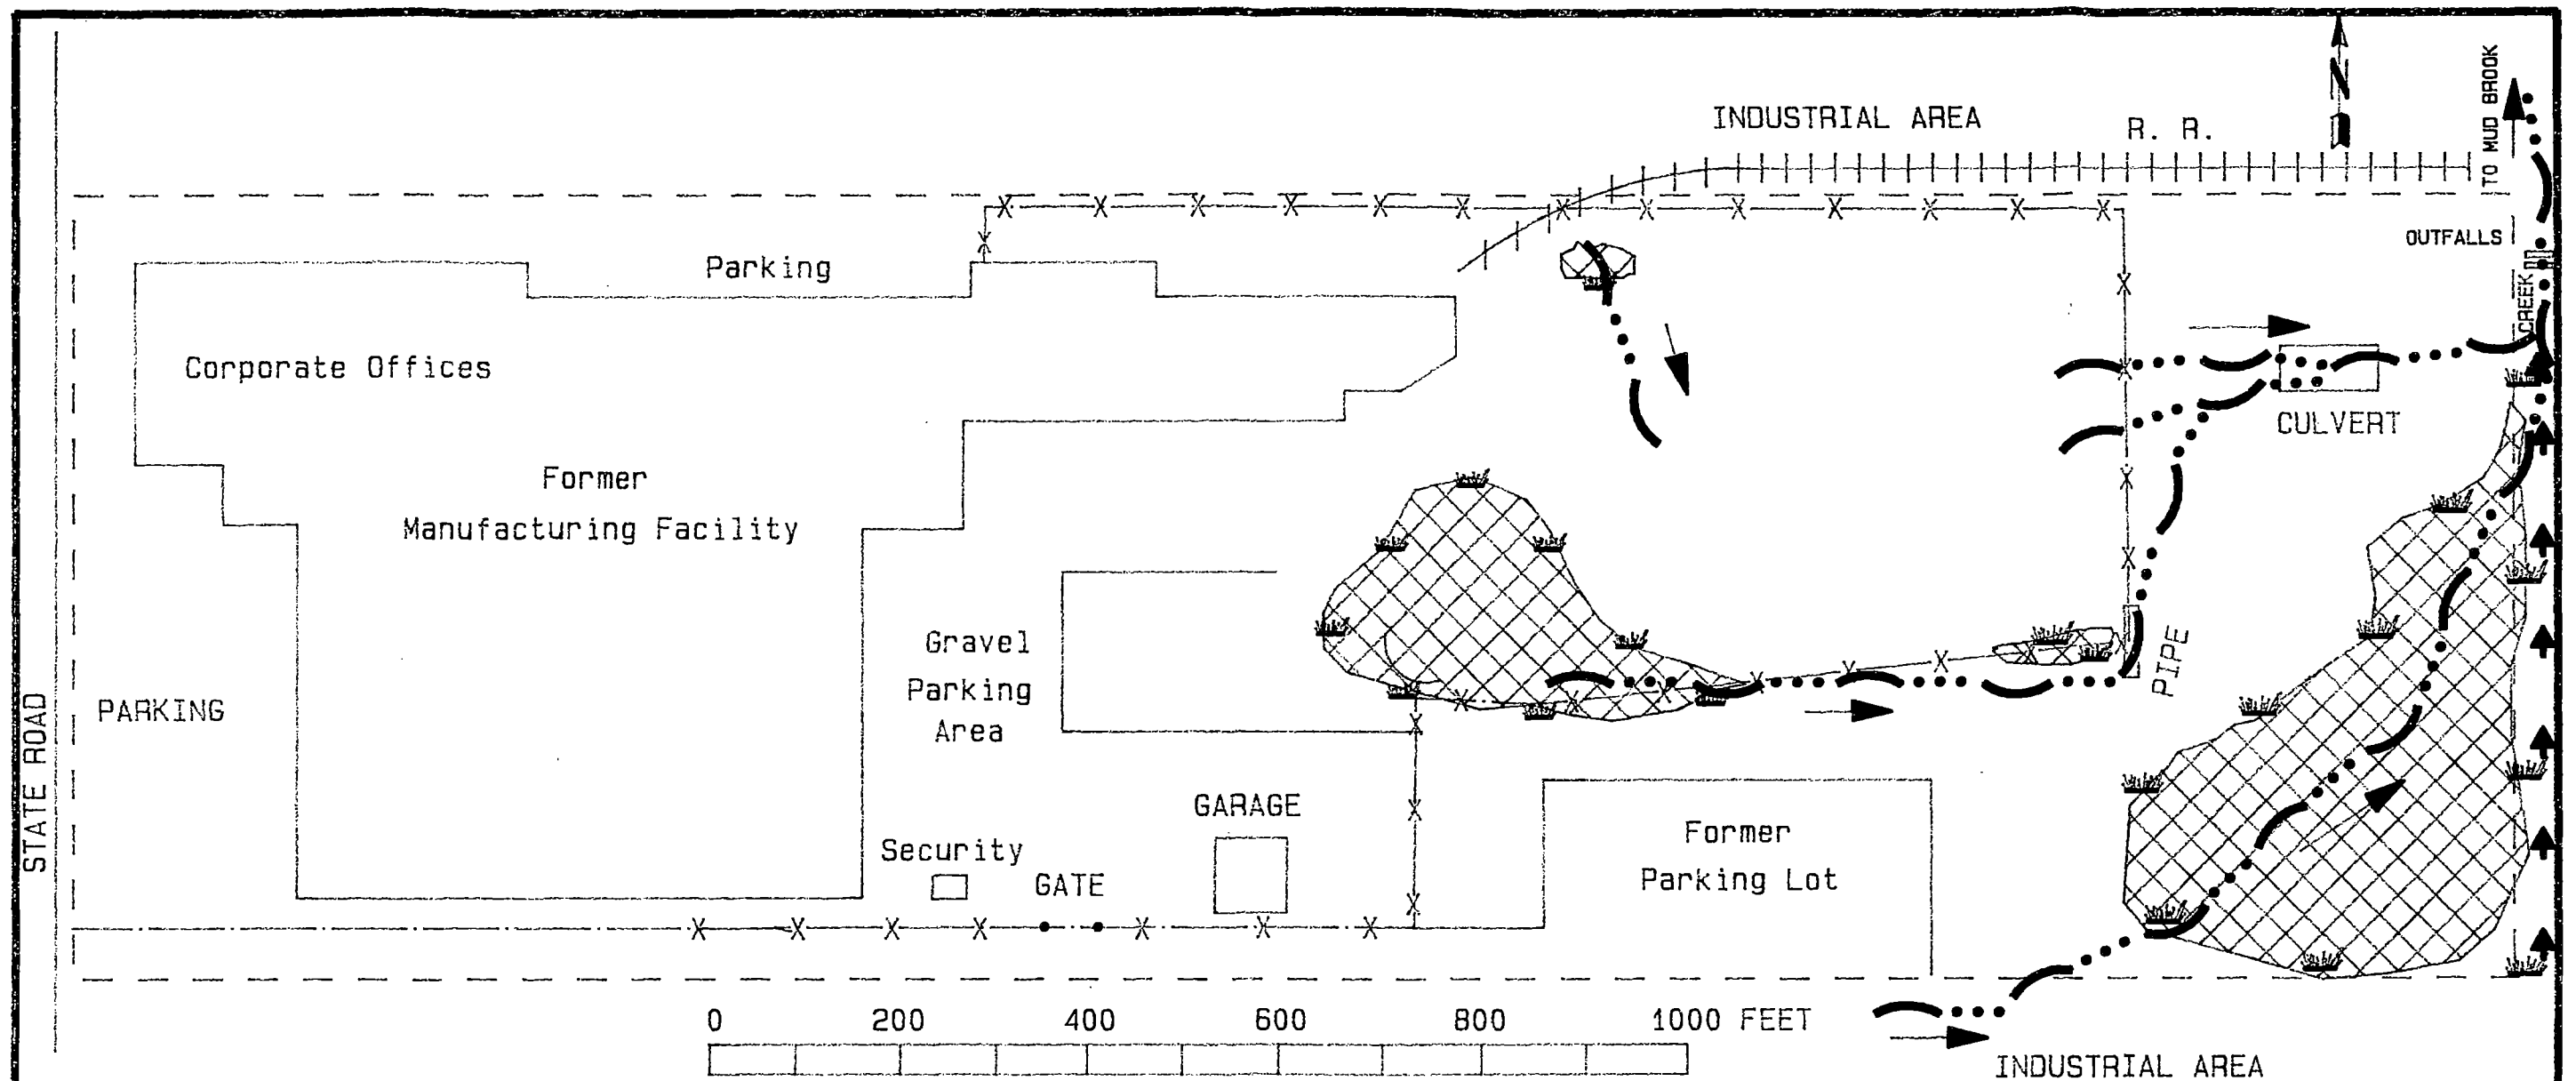 INDUSTRIAL AREA
R. R.
N
TO MUD BROOK
OUTFALLS
Parking
CREEK
Corporate Offices
CULVERT
Former
Manufacturing Facility
Gravel
Parking
Area
PIPE
STATE ROAD
PARKING
GARAGE
Security
GATE
Former
Parking Lot
0 200 400 600 800 1000 FEET
INDUSTRIAL AREA